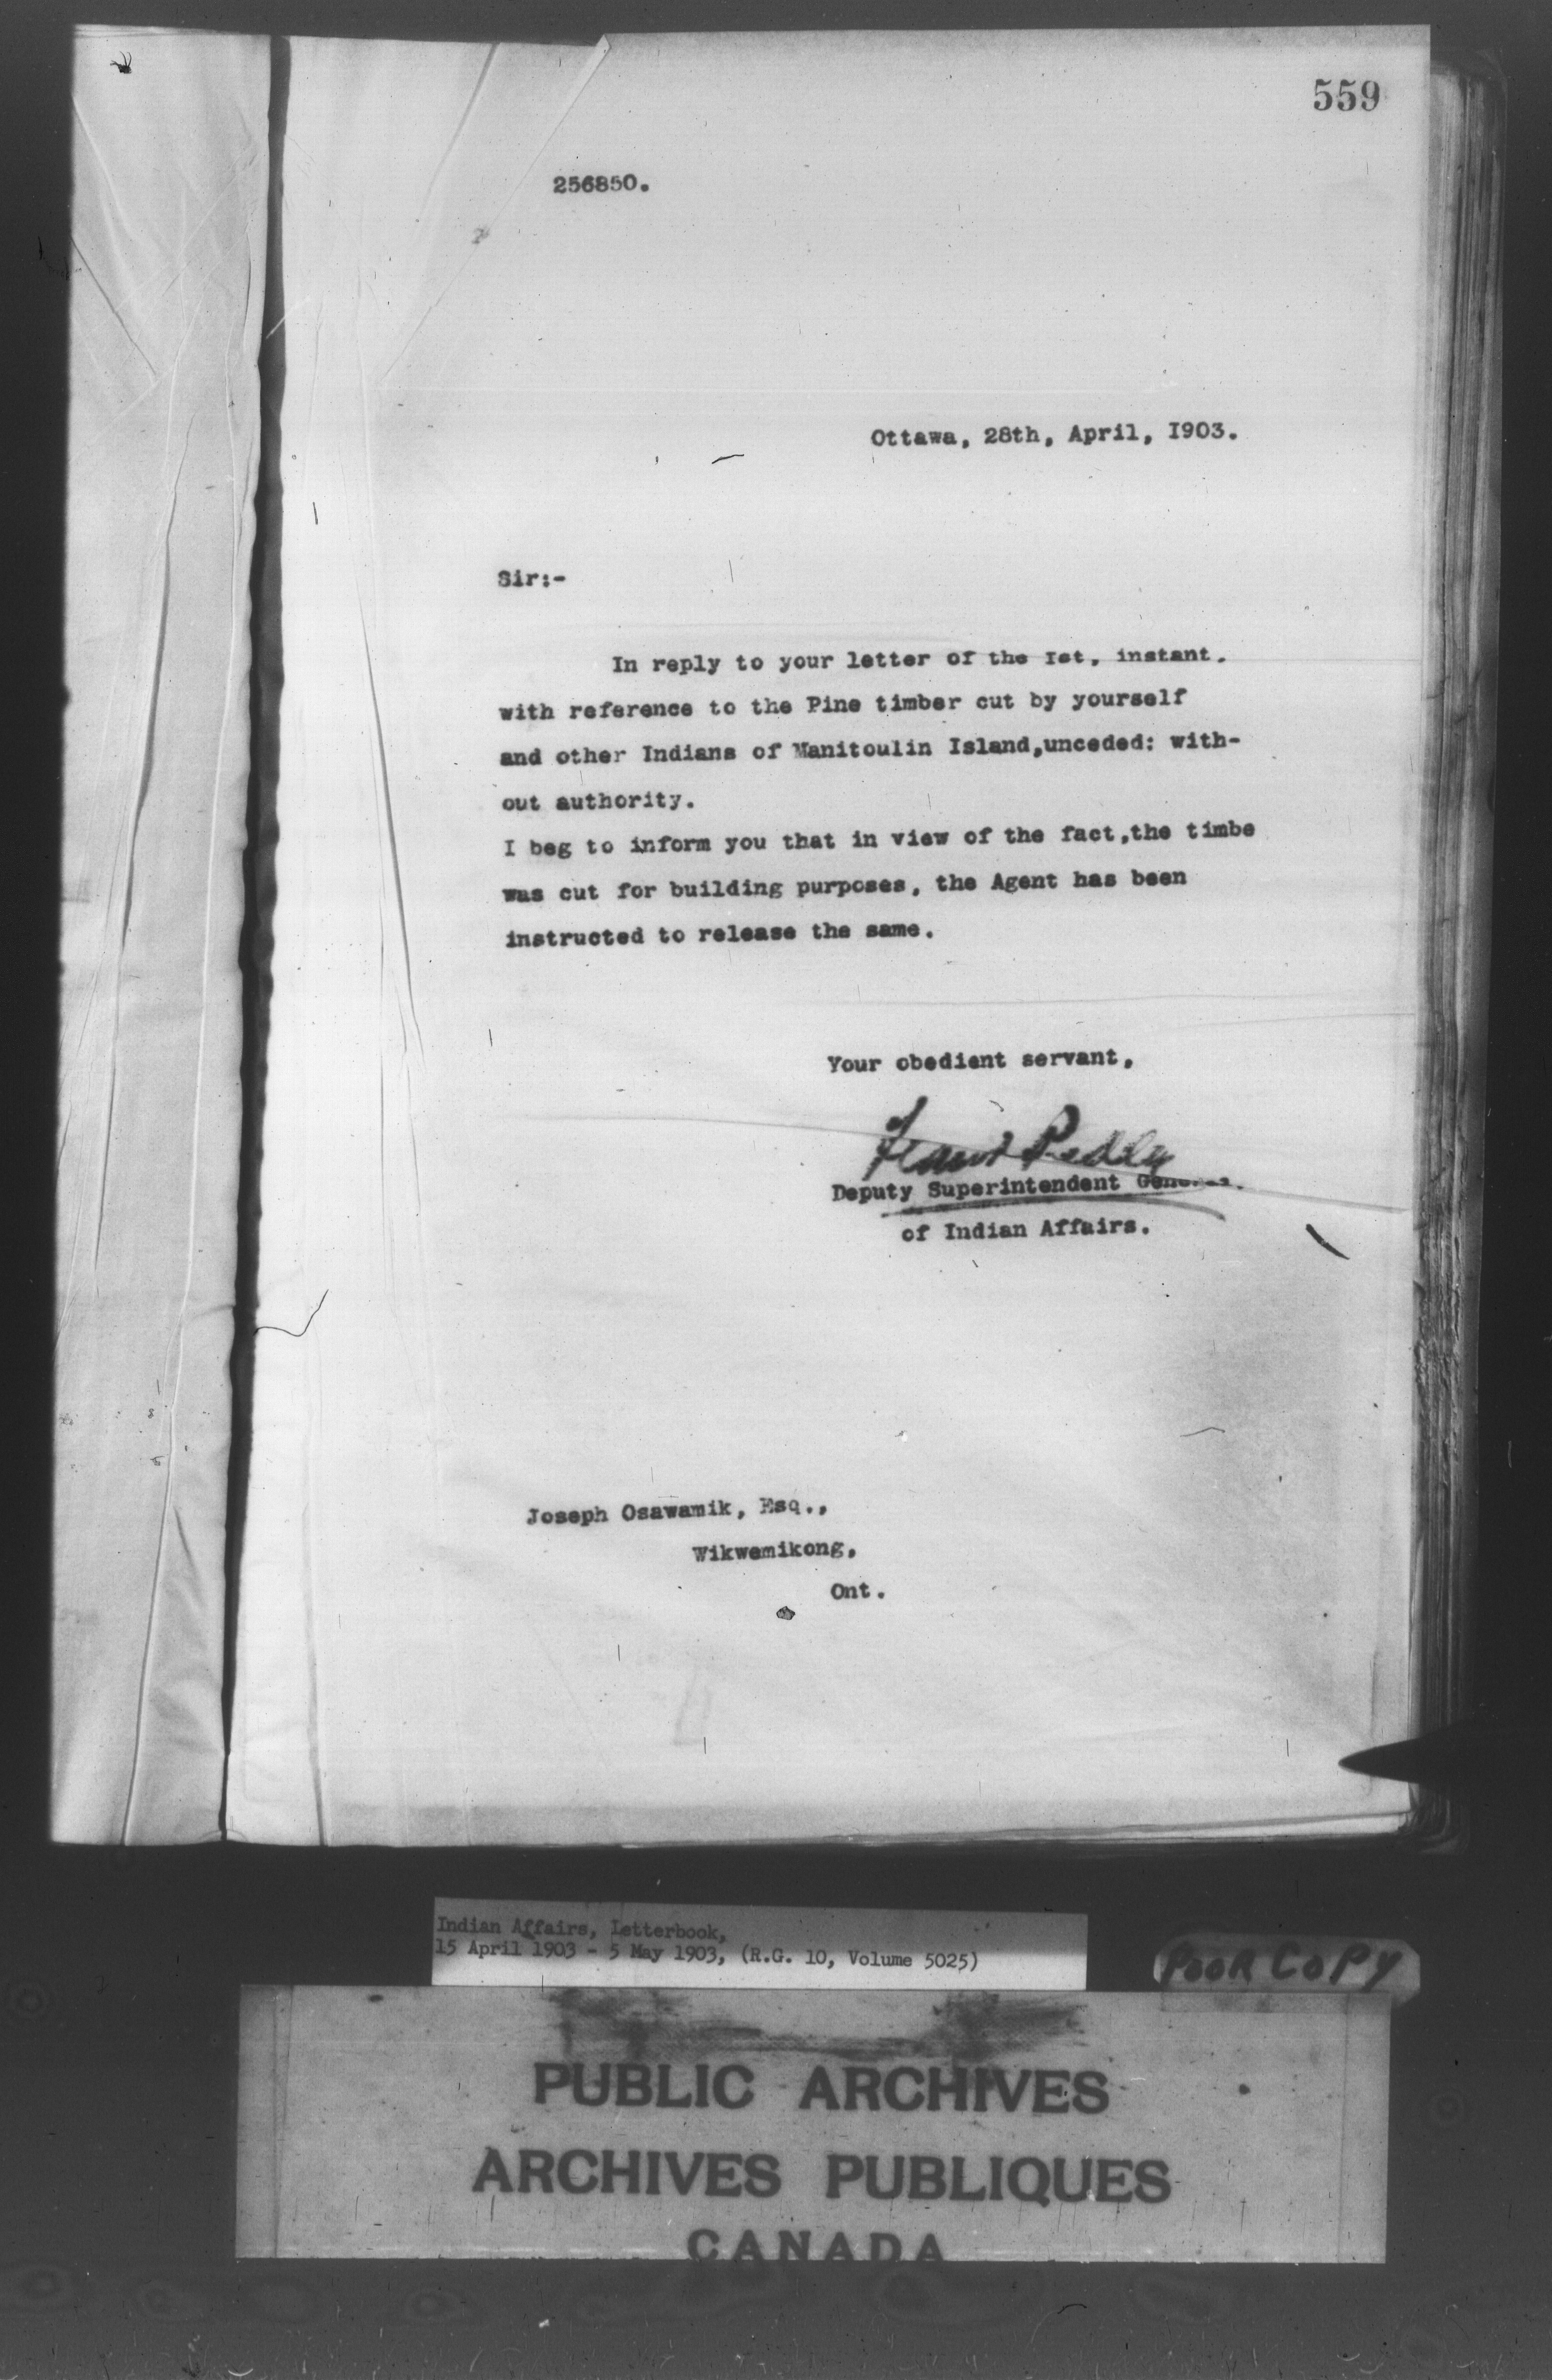 559
256850.
Ottawa, 28th, April, I903.
Sir:-
In reply to your letter of the Ist, instant.
with reference to the Pine timber cut by yourself
and other Indians of Manitoulin Island,unceded: with-
out authority.
I beg to inform you that in view of the fact,the timbe
was cut for building purposes, the Agent has been
instructed to release the same.
Your obedient servant,
Frank Pedley
Deputy Superintendent General.
of Indian Affairs.
Joseph Osawamik, Esq.,
Wikwemikong,
Ont.
Indian Affairs, Letterbook,
15 April 1903 - 5 May 1903, (R.G. 10, Volume 5025)
POOR COPY
PUBLIC ARCHIVES
ARCHIVES PUBLIQUES
CANADA